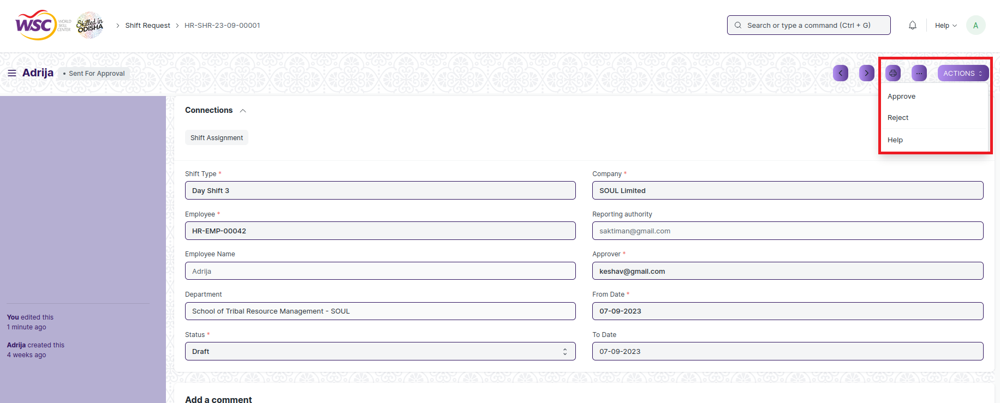 WSC WORLD SKILL CENTER
Skilled in ODISHA
Shift Request
HR-SHR-23-09-00001
Search or type a command (Ctrl + G)
Help
A
Adrija
• Sent For Approval
ACTIONS
Approve
Reject
Help
Connections
Shift Assignment
Shift Type *
Day Shift 3
Company *
SOUL Limited
Employee *
HR-EMP-00042
Reporting authority
saktiman@gmail.com
Employee Name
Adrija
Approver *
keshav@gmail.com
Department
School of Tribal Resource Management - SOUL
From Date *
07-09-2023
Status *
Draft
To Date
07-09-2023
You edited this
1 minute ago
Adrija created this
4 weeks ago
Add a comment